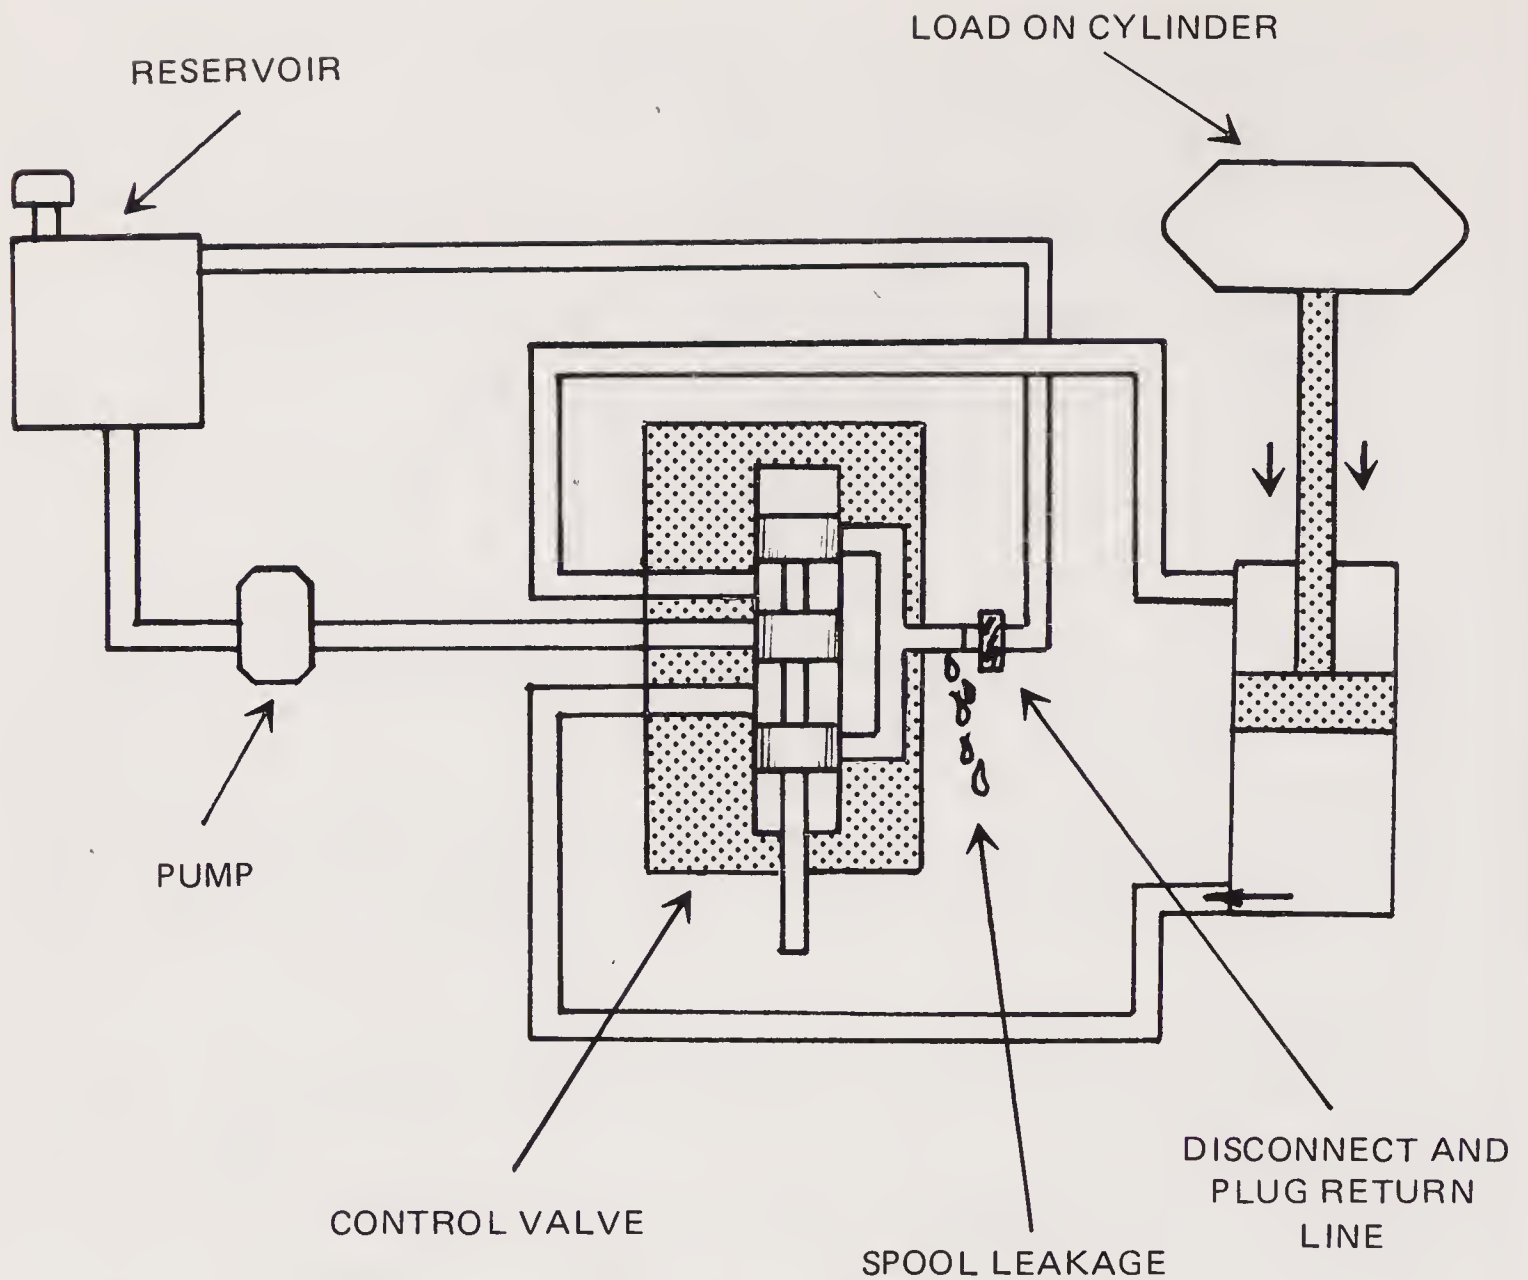 LOAD ON CYLINDER
RESERVOIR
PUMP
CONTROL VALVE
SPOOL LEAKAGE
DISCONNECT AND
PLUG RETURN
LINE